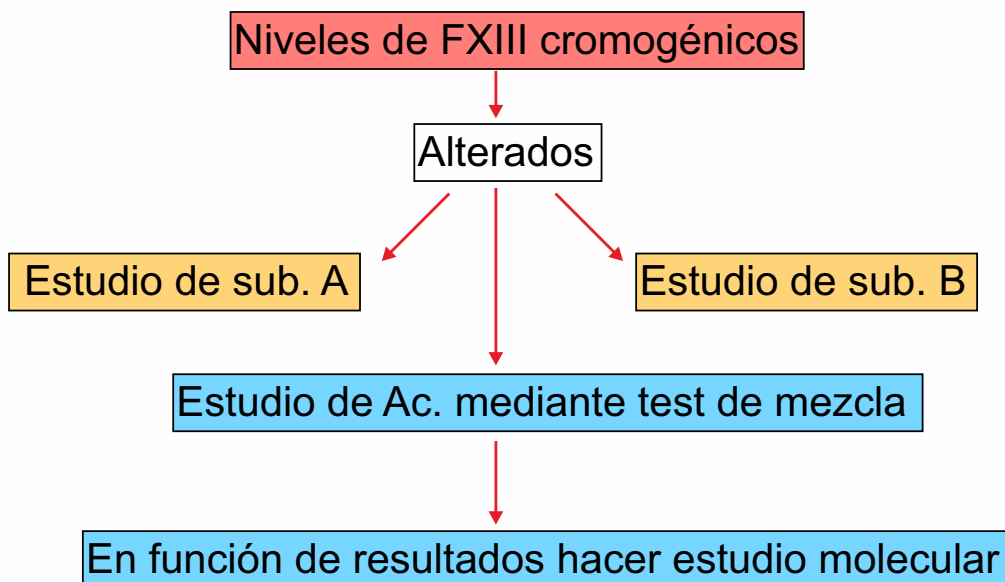 Niveles de FXIII cromogénicos
Alterados
Estudio de sub. A
Estudio de sub. B
Estudio de Ac. mediante test de mezcla
En función de resultados hacer estudio molecular